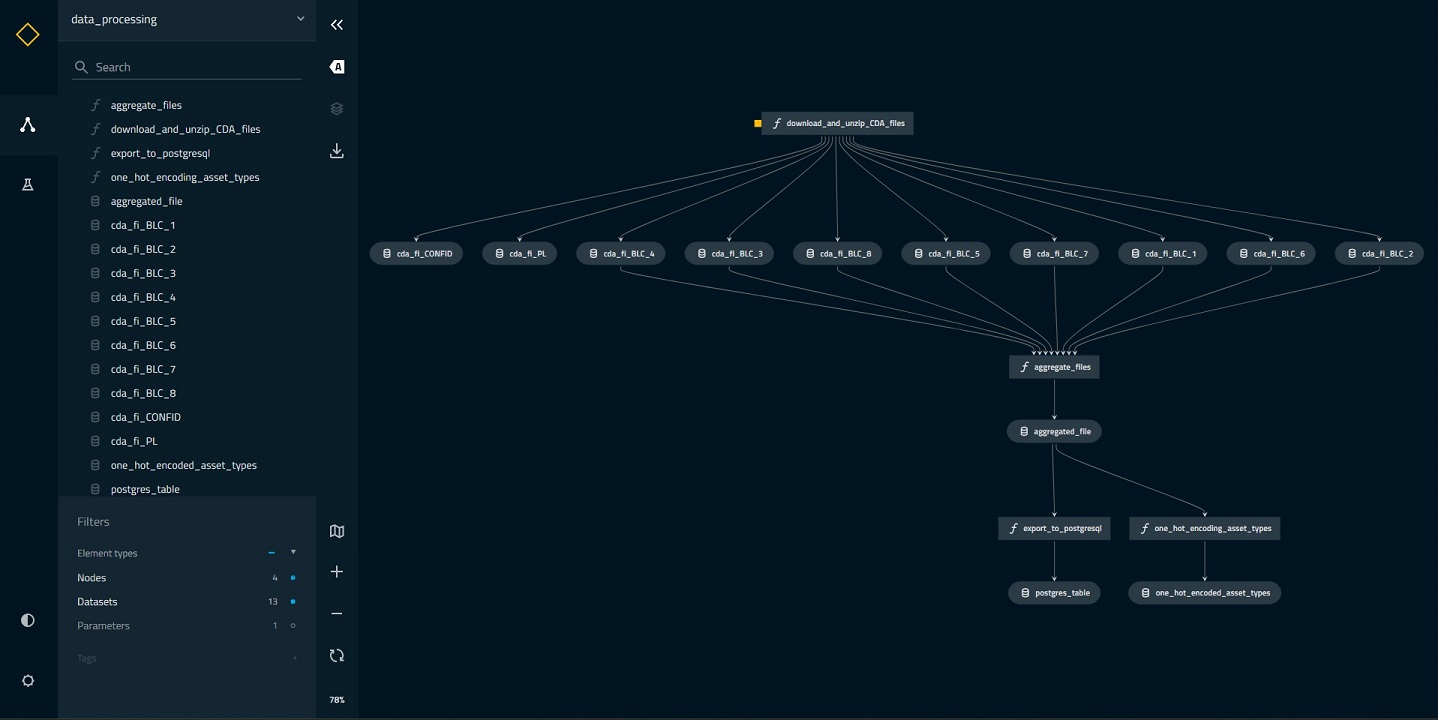 data_processing
Search
aggregate_files
download_and_unzip_CDA_files
export_to_postgresql
one_hot_encoding_asset_types
aggregated_file
cda_fi_BLC_1
cda_fi_BLC_2
cda_fi_BLC_3
cda_fi_BLC_4
cda_fi_BLC_5
cda_fi_BLC_6
cda_fi_BLC_7
cda_fi_BLC_8
cda_fi_CONFID
cda_fi_PL
one_hot_encoded_asset_types
postgres_table
Filters
Element types
Nodes 4
Datasets 13
Parameters 1
Tags
A
78%
download_and_unzip_CDA_files
cda_fi_CONFID cda_fi_PL cda_fi_BLC_4 cda_fi_BLC_3 cda_fi_BLC_8 cda_fi_BLC_5 cda_fi_BLC_7 cda_fi_BLC_1 cda_fi_BLC_6 cda_fi_BLC_2
aggregate_files
aggregated_file
export_to_postgresql one_hot_encoding_asset_types
postgres_table one_hot_encoded_asset_types